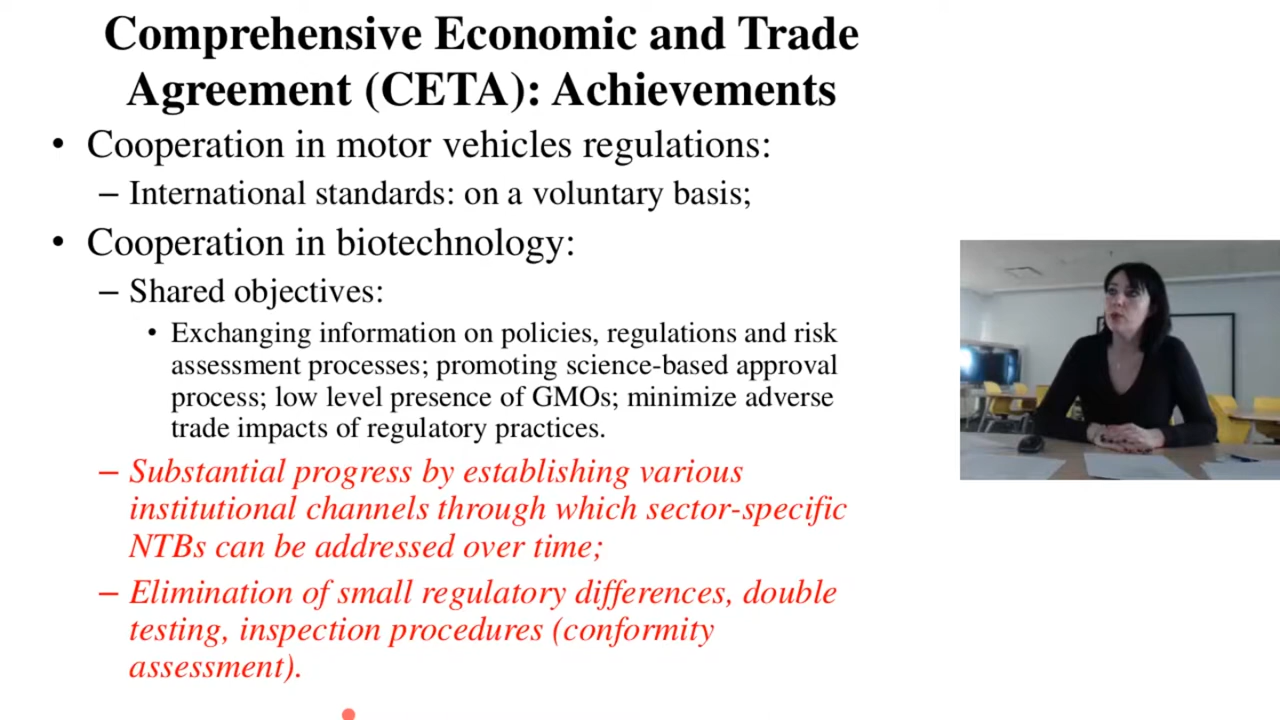 Comprehensive Economic and Trade
Agreement (CETA): Achievements
• Cooperation in motor vehicles regulations:
– International standards: on a voluntary basis;
• Cooperation in biotechnology:
– Shared objectives:
• Exchanging information on policies, regulations and risk
assessment processes; promoting science-based approval
process; low level presence of GMOs; minimize adverse
trade impacts of regulatory practices.
– Substantial progress by establishing various
institutional channels through which sector-specific
NTBs can be addressed over time;
– Elimination of small regulatory differences, double
testing, inspection procedures (conformity
assessment).